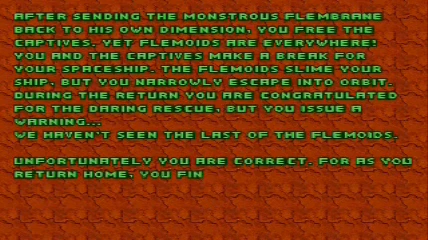 AFTER SENDING THE MONSTROUS FLEMBRANE
BACK TO HIS OWN DIMENSION, YOU FREE THE
CAPTIVES. YET FLEMOIDS ARE EVERYWHERE!
YOU AND THE CAPTIVES MAKE A BREAK FOR
YOUR SPACESHIP. THE FLEMOIDS SLIME YOUR
SHIP, BUT YOU NARROWLY ESCAPE INTO ORBIT.
DURING THE RETURN YOU ARE CONGRATULATED
FOR THE DARING RESCUE, BUT YOU ISSUE A
WARNING...
WE HAVEN'T SEEN THE LAST OF THE FLEMOIDS.
UNFORTUNATELY YOU ARE CORRECT. FOR AS YOU
RETURN HOME, YOU FIN